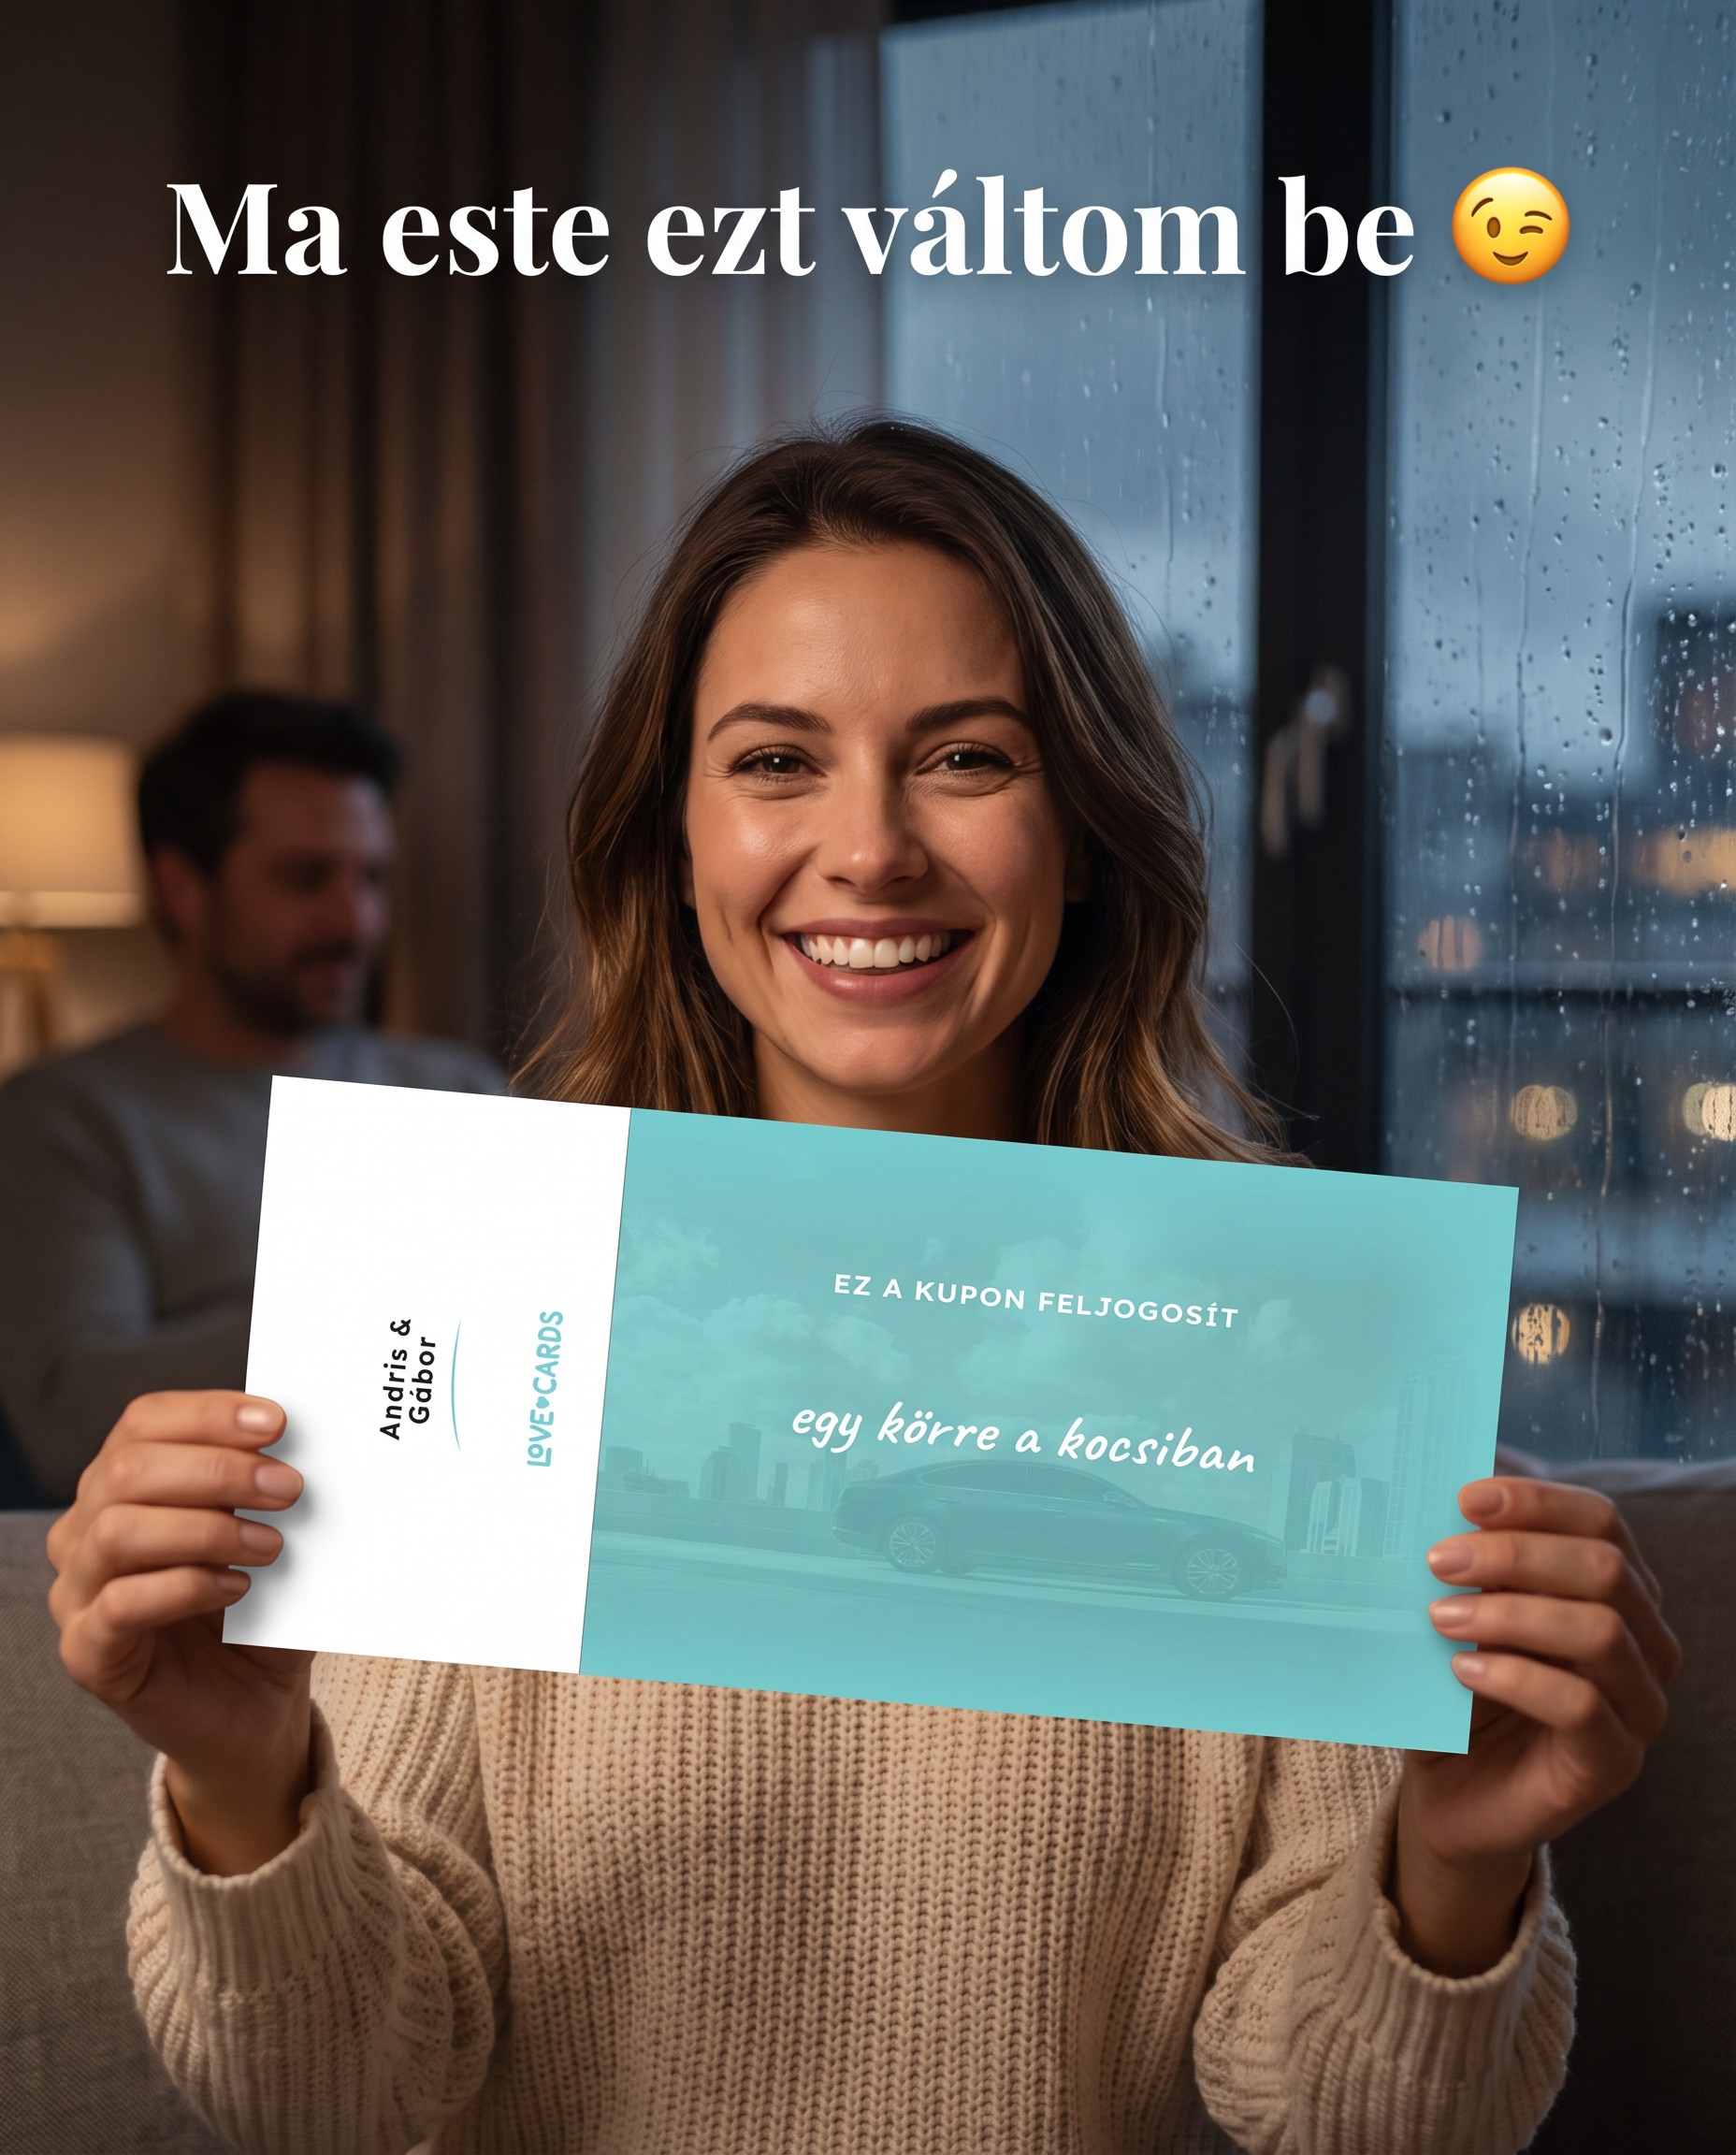 Ma este ezt váltom be 😉
Andris &
Gábor
LOVE♥CARDS
EZ A KUPON FELJOGOSÍT
egy körre a kocsiban